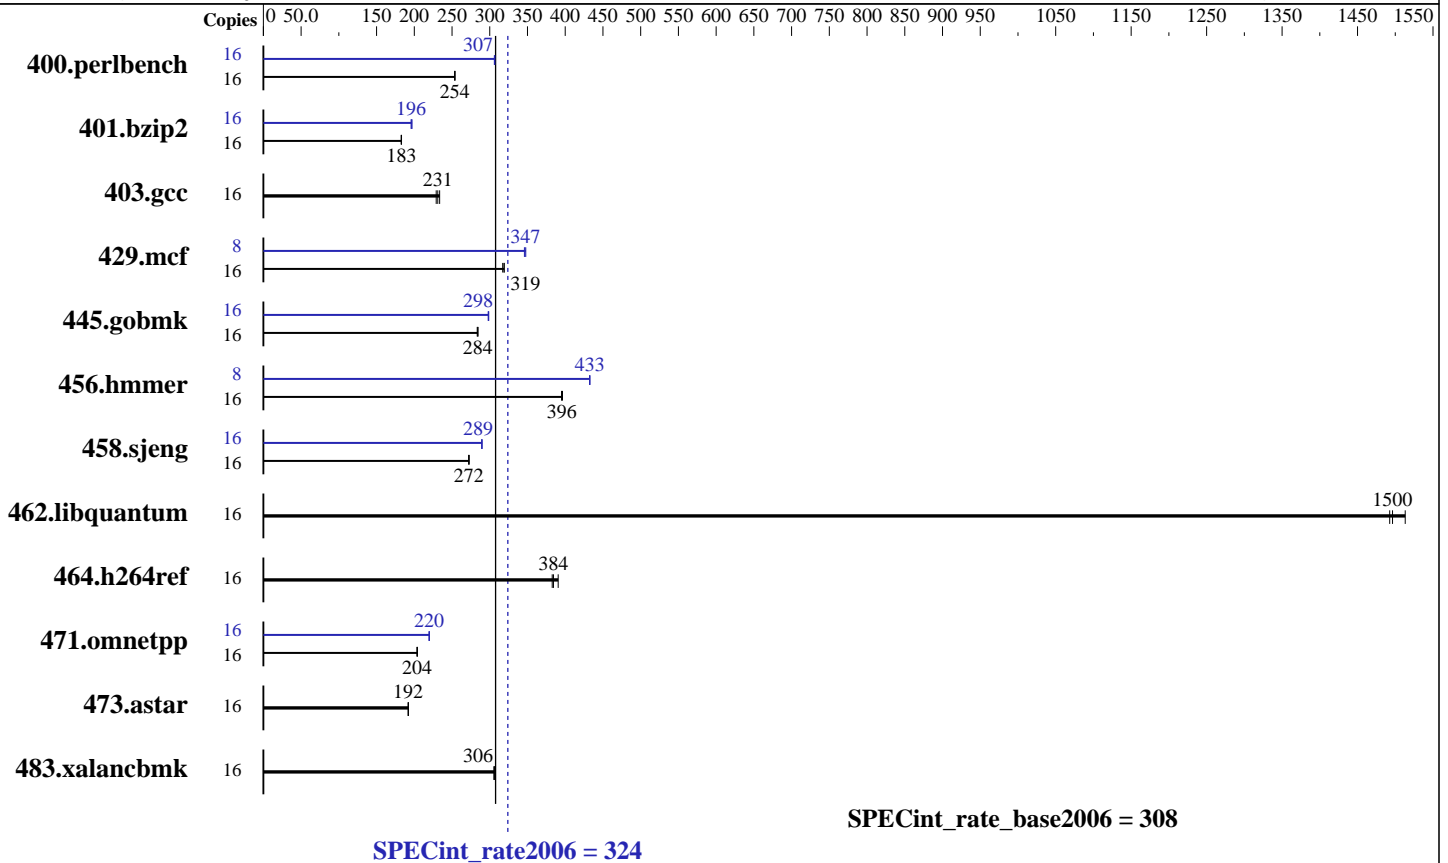 Copies 0 50.0 150 200 250 300 350 400 450 500 550 600 650 700 750 800 850 900 950 1050 1150 1250 1350 1450 1550
400.perlbench 16 307
16 254
401.bzip2 16 196
16 183
403.gcc 16 231
429.mcf 8 347
16 319
445.gobmk 16 298
16 284
456.hmmer 8 433
16 396
458.sjeng 16 289
16 272
462.libquantum 16 1500
464.h264ref 16 384
471.omnetpp 16 220
16 204
473.astar 16 192
483.xalancbmk 16 306
SPECint_rate_base2006 = 308
SPECint_rate2006 = 324